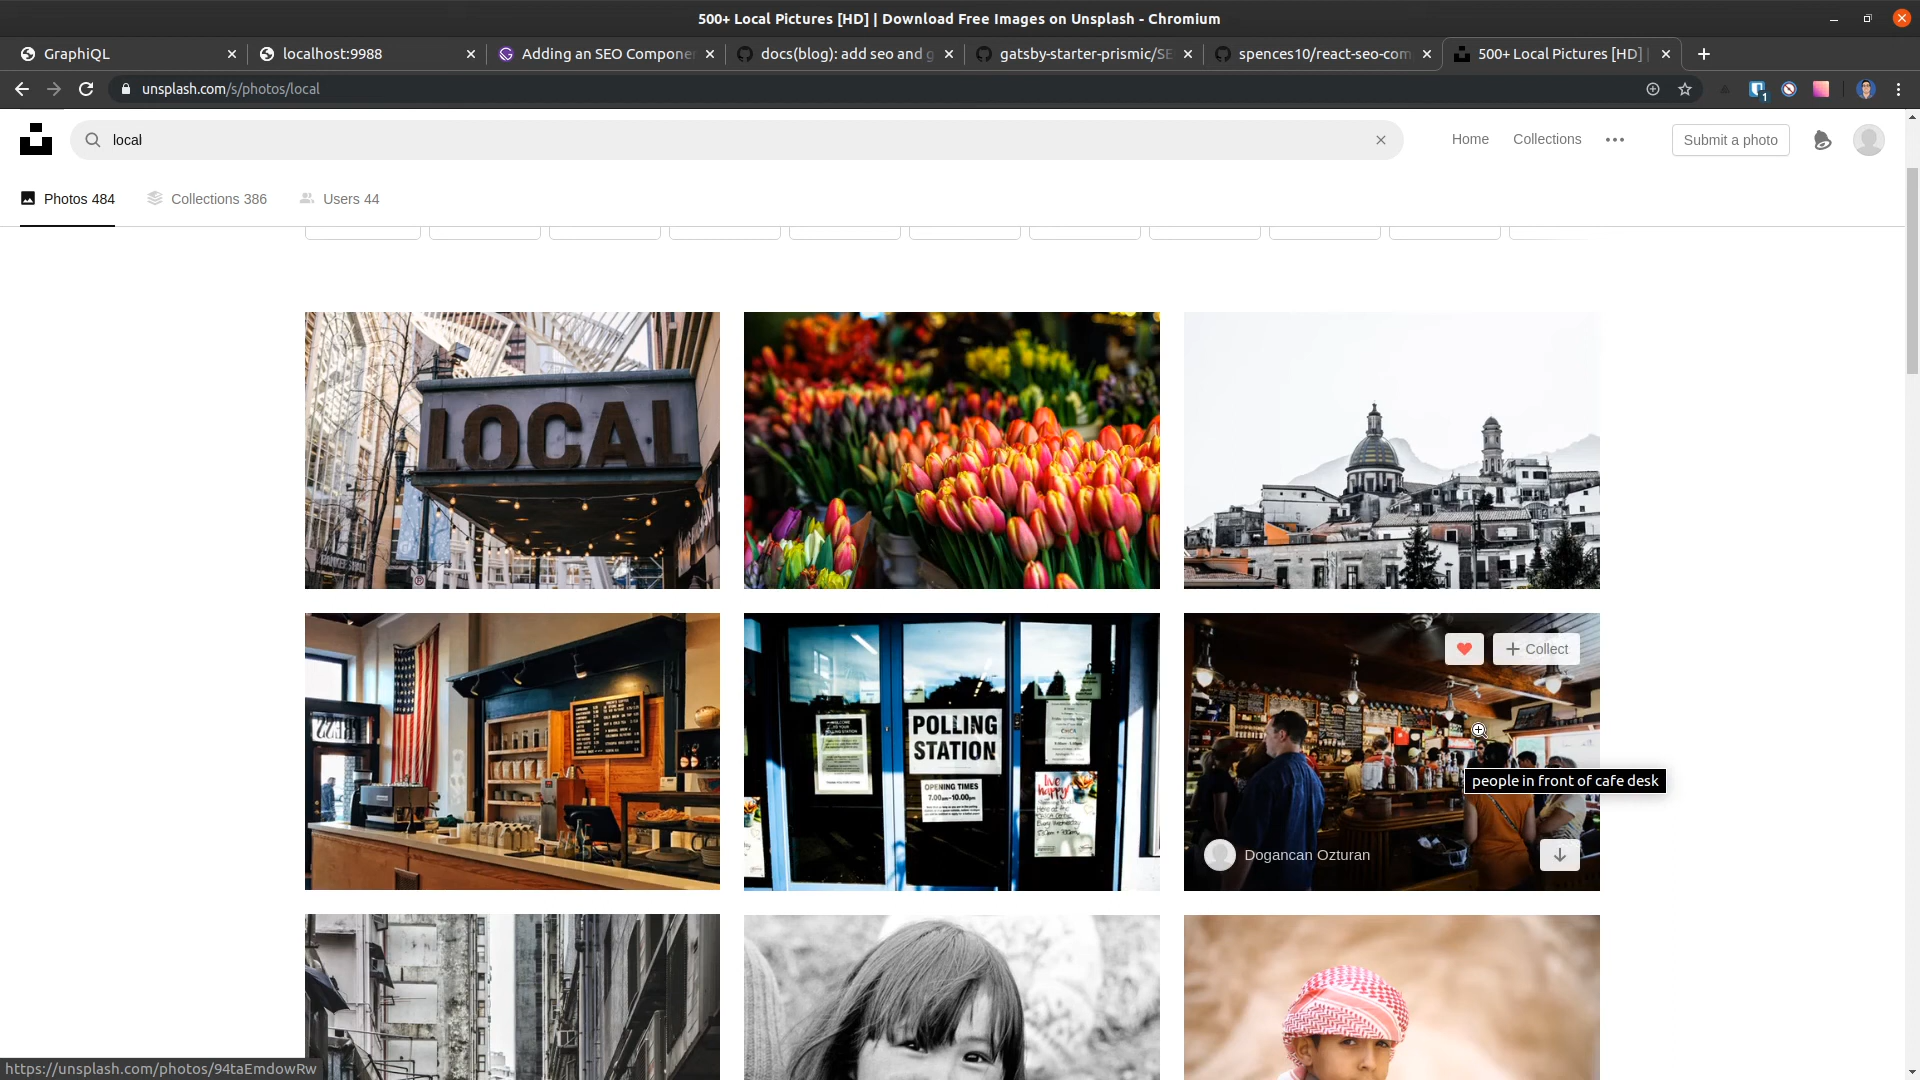 500+ Local Pictures [HD] | Download Free Images on Unsplash - Chromium
GraphiQL
localhost:9988
Adding an SEO Compone
docs(blog): add seo and g
gatsby-starter-prismic/SE
spences10/react-seo-com
500+ Local Pictures [HD] |
unsplash.com/s/photos/local
1
local
Home
Collections
Submit a photo
Photos 484
Collections 386
Users 44
LOCAL
POLLING
STATION
OPENING TIMES
7.00am-10.00pm
Collect
people in front of cafe desk
Dogancan Ozturan
https://unsplash.com/photos/94taEmdowRw